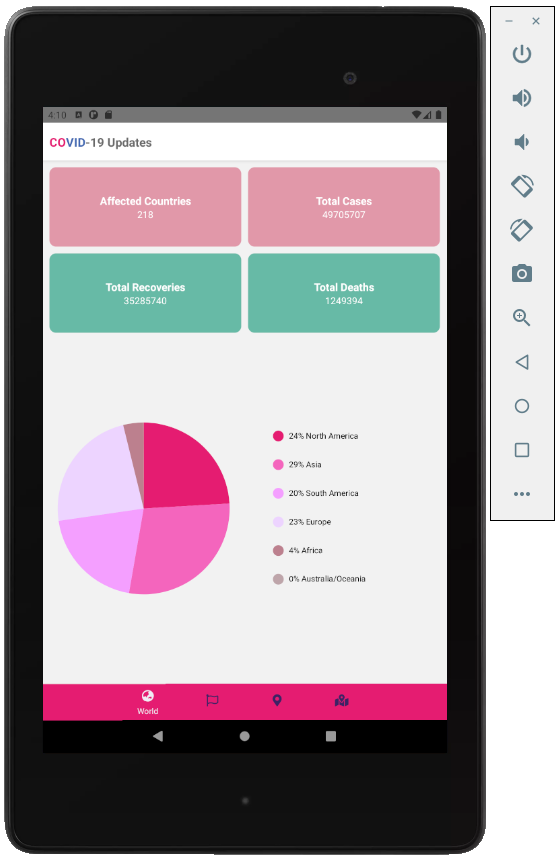 4:10
COVID-19 Updates
Affected Countries
218
Total Cases
49705707
Total Recoveries
35285740
Total Deaths
1249394
24% North America
29% Asia
20% South America
23% Europe
4% Africa
0% Australia/Oceania
World